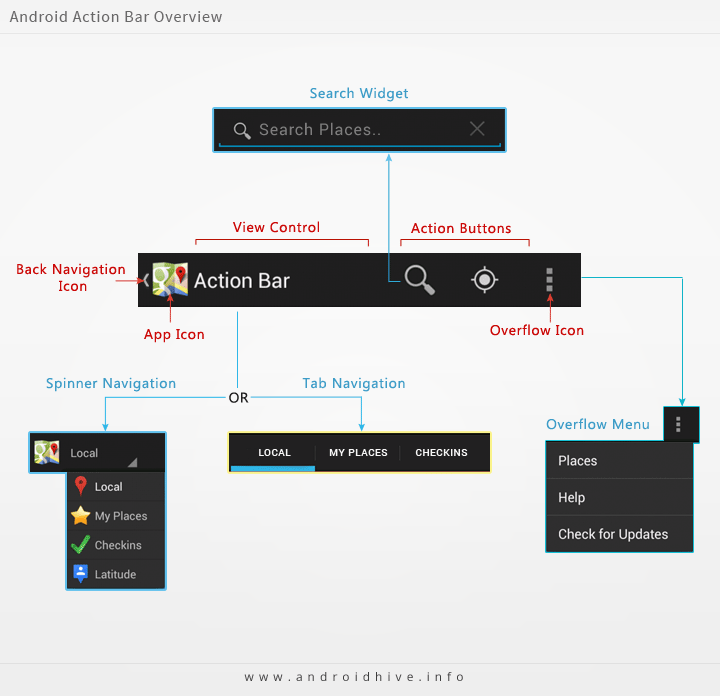 Android Action Bar Overview
Search Widget
Search Places..
View Control
Action Buttons
Back Navigation
Icon
Action Bar
App Icon
Overflow Icon
Spinner Navigation
OR
Tab Navigation
Overflow Menu
Local
LOCAL
MY PLACES
CHECKINS
Places
Local
Help
My Places
Check for Updates
Checkins
Latitude
www.androidhive.info